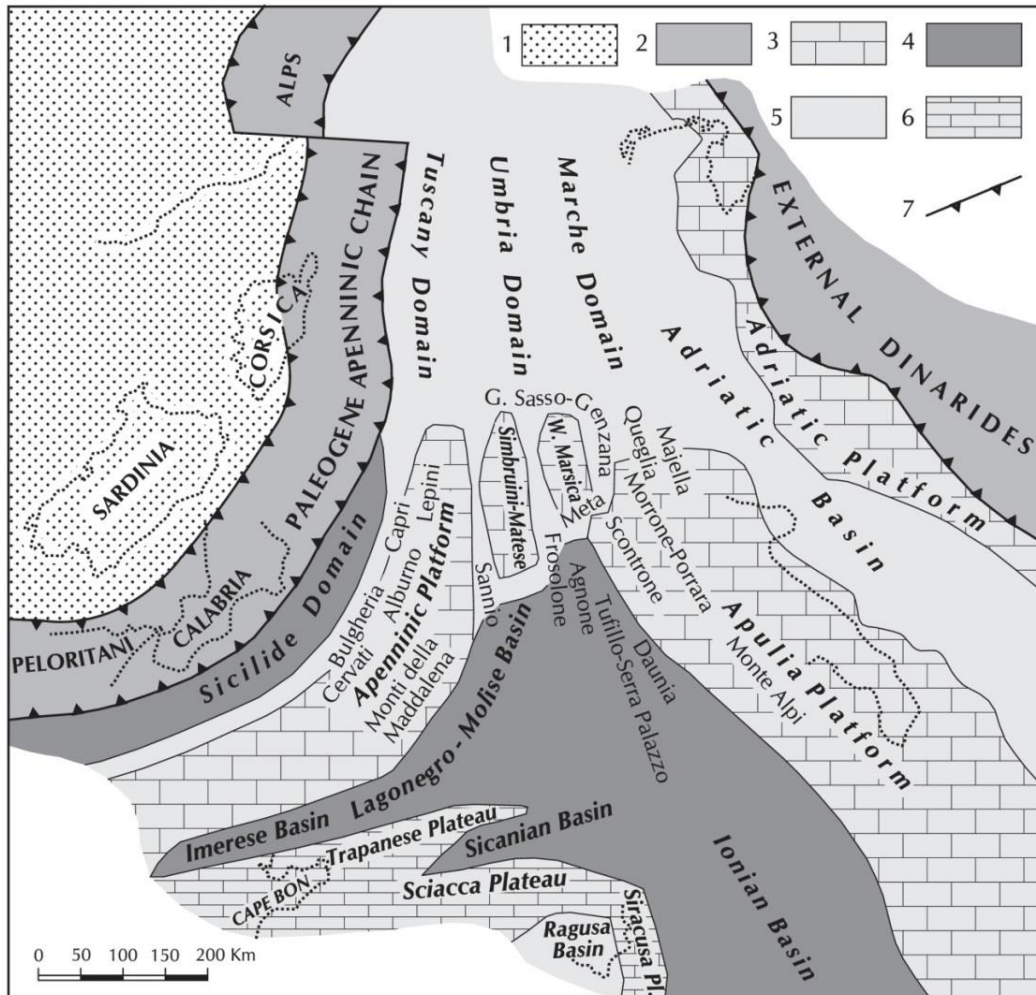 1
2
3
4
5
6
7
ALPS
Tuscany Domain
Umbria Domain
Marche Domain
EXTERNAL DINARIDES
PALEOGENE APENNINIC CHAIN
CORSICA
SARDINIA
Adriatic Platform
Adriatic Basin
G. Sasso-Genzana
Queglia
Majella
Simbruini-Matese
W. Marsica
Meta
Morrone-Porrara
Scontrone
Lepini
Bulgheria — Capri
Alburno
Cervati
Apenninic Platform
Monti della
Maddalena
Sannio
Frosolone
Agnone
Tufillo-Serra Palazzo
Daunia
Monte Alpi
Apulia Platform
Silicide Domain
CALABRIA
PELORITANI
Lagonegro - Molise Basin
Imerese Basin
Trapanese Plateau
Sicanian Basin
CAPE BON
Sciacca Plateau
Ionian Basin
Siracusa Pl.
Ragusa
Basin
0 50 100 150 200 Km